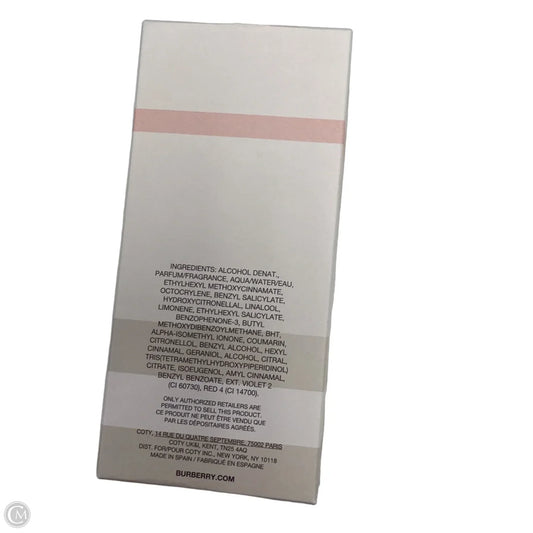 INGREDIENTS: ALCOHOL DENAT.,
PARFUM/FRAGRANCE, AQUA/WATER/EAU,
ETHYLHEXYL METHOXYCINNAMATE,
OCTOCRYLENE, BENZYL SALICYLATE,
HYDROXYCITRONELLAL, LINALOOL,
LIMONENE, ETHYLHEXYL SALICYLATE,
BENZOPHENONE-3, BUTYL
METHOXYDIBENZOYLMETHANE, BHT,
ALPHA-ISOMETHYL IONONE, COUMARIN,
CITRONELLOL, BENZYL ALCOHOL, HEXYL
CINNAMAL, GERANIOL, ALCOHOL, CITRAL,
TRIS(TETRAMETHYLHYDROXYPIPERIDINOL)
CITRATE, ISOEUGENOL, AMYL CINNAMAL,
BENZYL BENZOATE, EXT. VIOLET 2
(CI 60730), RED 4 (CI 14700).
ONLY AUTHORIZED RETAILERS ARE
PERMITTED TO SELL THIS PRODUCT.
CE PRODUIT NE PEUT ÊTRE VENDU QUE
PAR LES DÉPOSITAIRES AGRÉÉS.
COTY, 14 RUE DU QUATRE SEPTEMBRE, 75002 PARIS
COTY UK&I, KENT, TN25 4AQ
DIST. FOR/POUR COTY INC., NEW YORK, NY 10118
MADE IN SPAIN / FABRIQUÉ EN ESPAGNE
BURBERRY.COM
CM